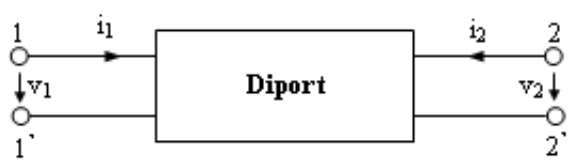 1 i₁ i₂ 2
v₁ Diport v₂
1' 2'